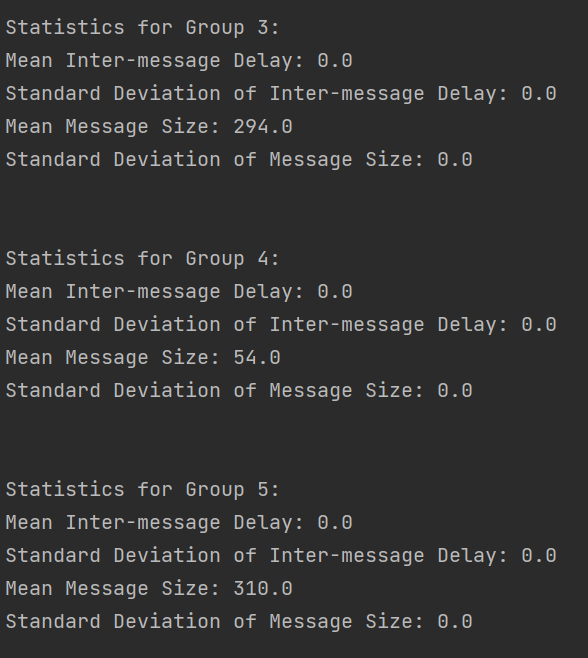 Statistics for Group 3:
Mean Inter-message Delay: 0.0
Standard Deviation of Inter-message Delay: 0.0
Mean Message Size: 294.0
Standard Deviation of Message Size: 0.0
Statistics for Group 4:
Mean Inter-message Delay: 0.0
Standard Deviation of Inter-message Delay: 0.0
Mean Message Size: 54.0
Standard Deviation of Message Size: 0.0
Statistics for Group 5:
Mean Inter-message Delay: 0.0
Standard Deviation of Inter-message Delay: 0.0
Mean Message Size: 310.0
Standard Deviation of Message Size: 0.0